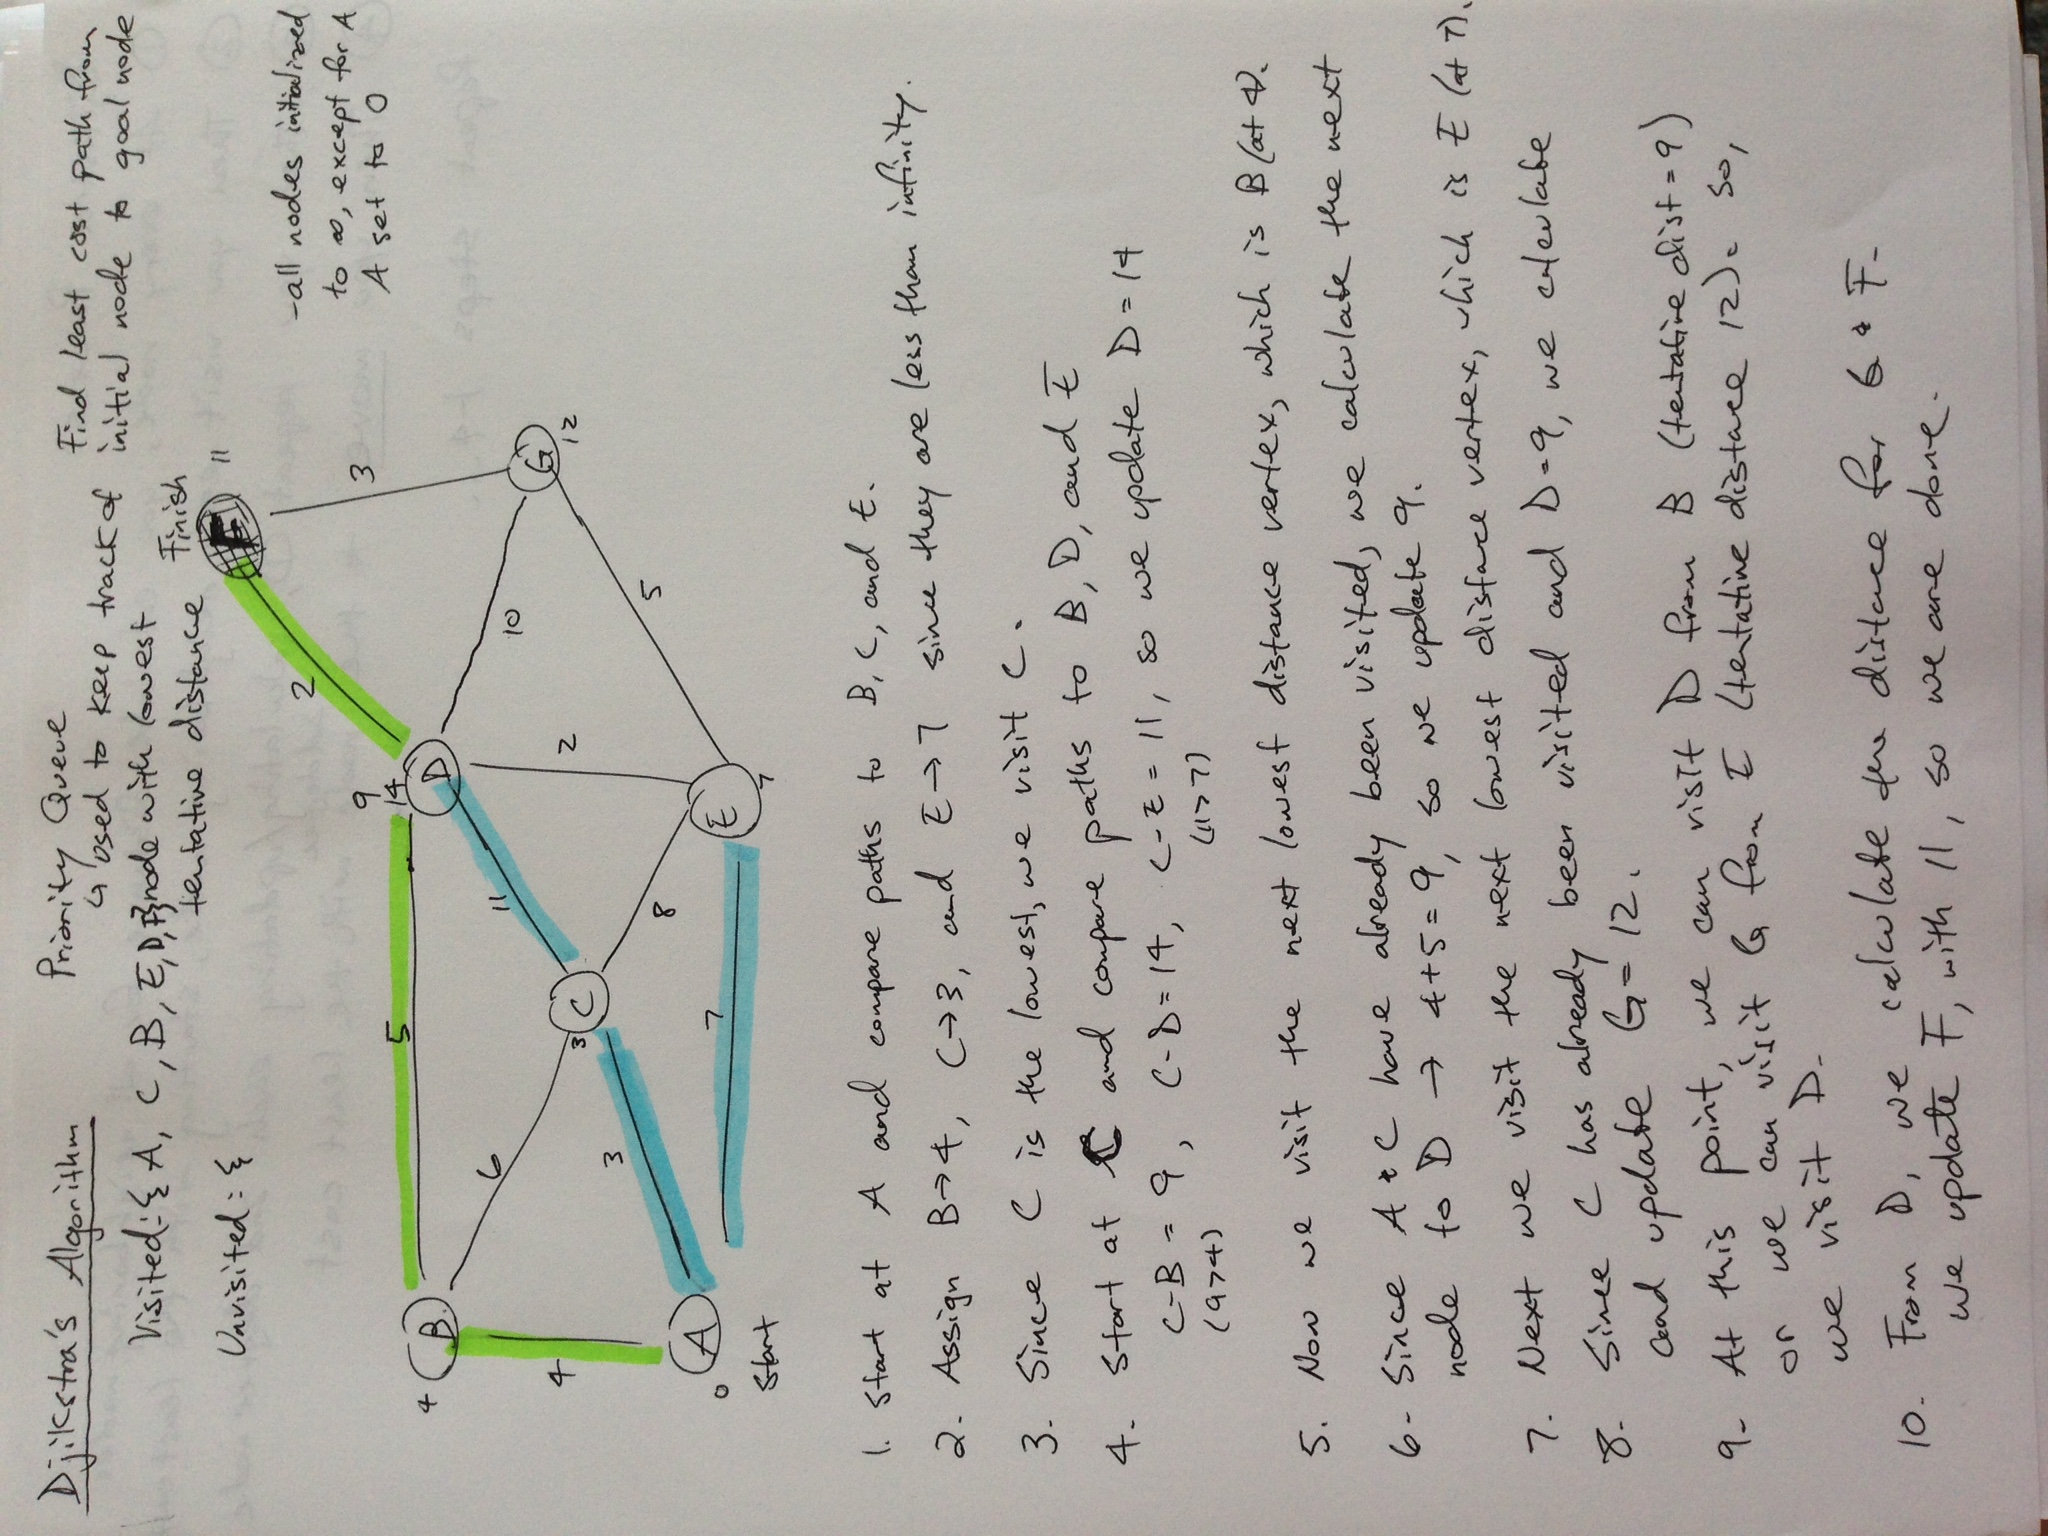 Djikstra's Algorithm
Priority Queue
↳ used to keep track of
node with lowest
tentative distance
Find least cost path from
initial node to goal node
Visited: { A, C, B, E, D, F}
Unvisited: {
Finish
F
11
-all nodes initialized
to ∞, except for A
A set to 0
2
3
9
14
5
4
B
D
6
11
10
G
12
4
3
C
2
3
8
5
A
0
7
E
7
Start
1. Start at A and compare paths to B, C, and E.
2. Assign B→4, C→3, and E→7 since they are less than infinity.
3. Since C is the lowest, we visit C.
4. Start at C and compare paths to B, D, and E
C-B = 9, C-D=14, C-E = 11, so we update D=14
(9>4) (11>7)
5. Now we visit the next lowest distance vertex, which is B (at 4).
6- Since A & C have already been visited, we calculate the next
node to D → 4+5=9, so we update 9.
7. Next we visit the next lowest distance vertex, which is E (at 7).
8- Since C has already been visited and D=9, we calculate
and update G=12.
9- At this point, we can visit D from B (tentative dist=9)
or we can visit G from E (tentative distance 12). So,
we visit D.
10. From D, we calculate the distance for G & F.
We update F, with 11, so we are done.